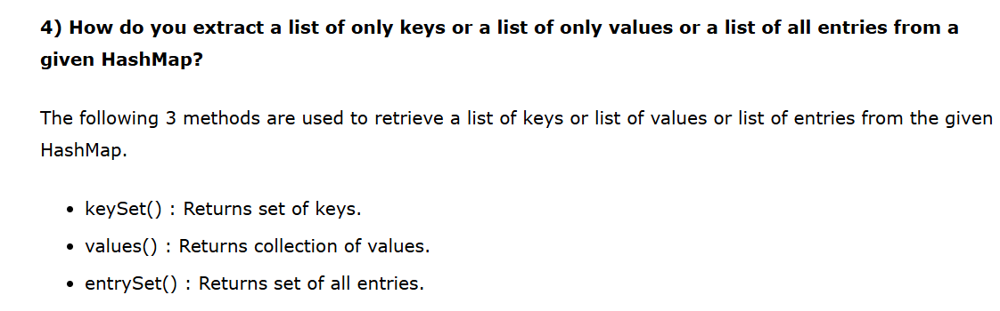 4) How do you extract a list of only keys or a list of only values or a list of all entries from a
given HashMap?
The following 3 methods are used to retrieve a list of keys or list of values or list of entries from the given
HashMap.
• keySet() : Returns set of keys.
• values() : Returns collection of values.
• entrySet() : Returns set of all entries.